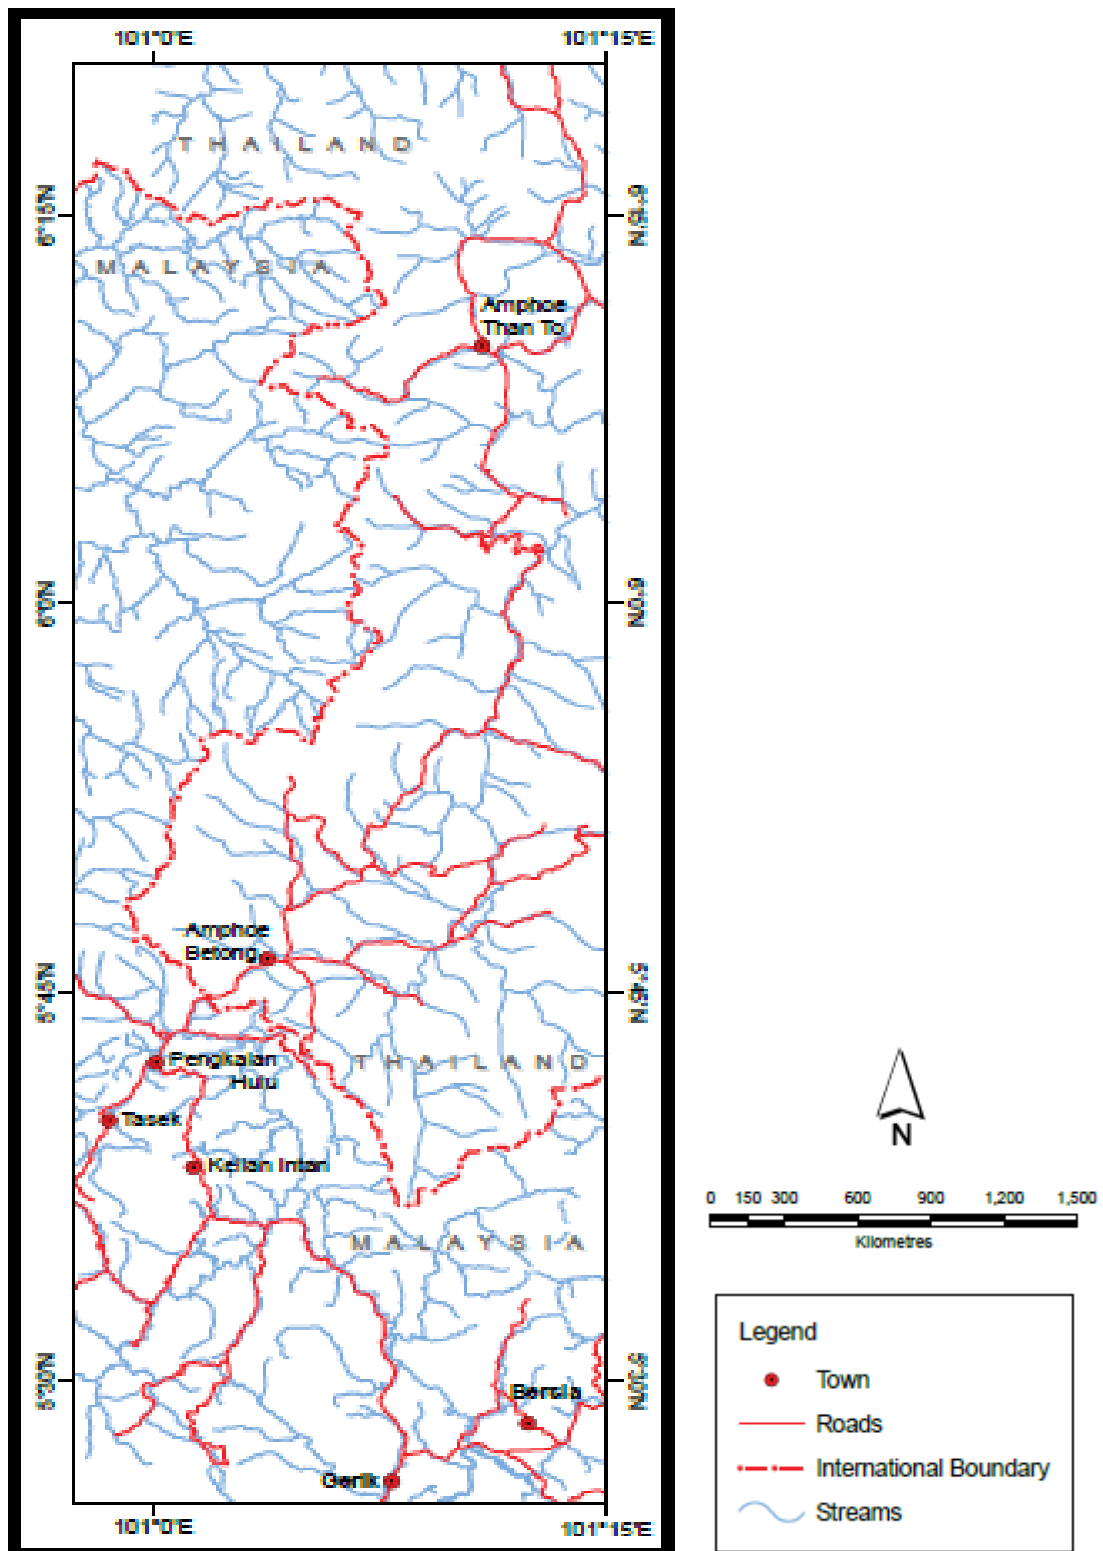 101°0'E
101°15'E
THAILAND
6°15'N
6°15'N
MALAYSIA
Amphoe
Than To
6°0'N
6°0'N
Amphoe
Betong
5°45'N
5°45'N
THAILAND
Pengkalan
Hulu
Tasek
Kelian Intan
MALAYSIA
5°30'N
5°30'N
Bersia
Gerik
101°0'E
101°15'E
N
0 150 300 600 900 1,200 1,500
Kilometres
Legend
Town
Roads
International Boundary
Streams